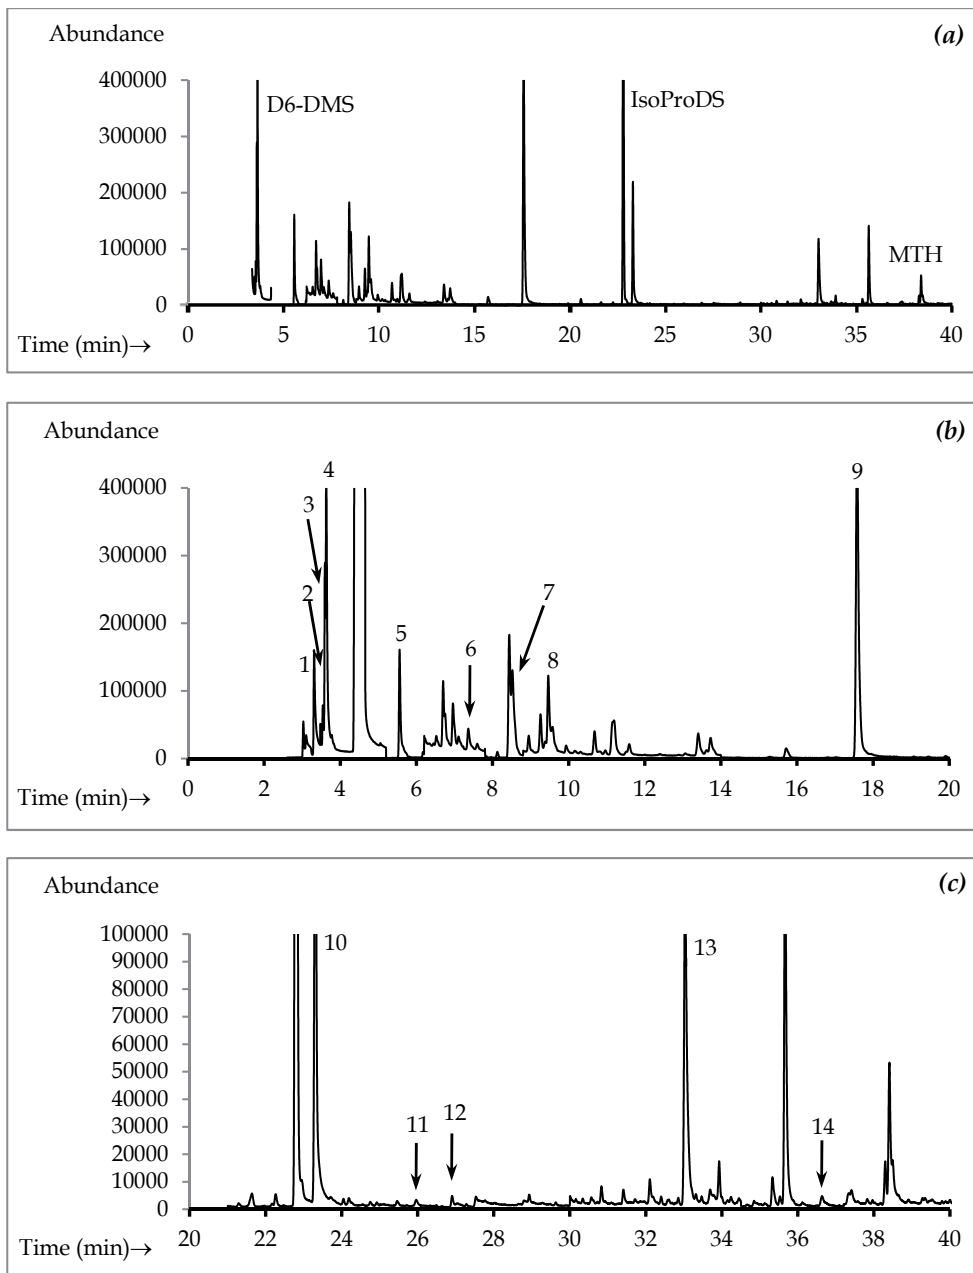 Abundance (a)
400000
D6-DMS IsoProDS
300000
200000
100000
MTH
0
0 5 10 15 20 25 30 35 40
Time (min)→
Abundance (b)
4 9
400000
3
300000
2 7
200000
1 5 6 8
100000
0
0 2 4 6 8 10 12 14 16 18 20
Time (min)→
Abundance (c)
100000
10 13
90000
80000
70000
60000
50000
40000
30000
11 12 14
20000
10000
0
20 22 24 26 28 30 32 34 36 38 40
Time (min)→